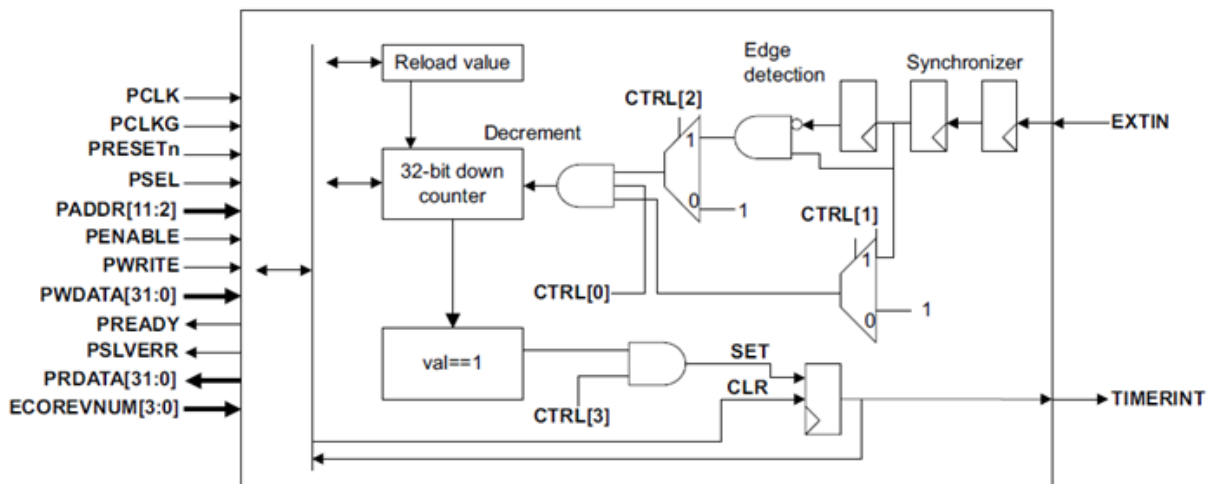 PCLK
PCLKG
PRESETn
PSEL
PADDR[11:2]
PENABLE
PWRITE
PWDATA[31:0]
PREADY
PSLVERR
PRDATA[31:0]
ECOREVNUM[3:0]
Reload value
Decrement
32-bit down
counter
val==1
CTRL[0]
CTRL[3]
CTRL[2]
1
0
1
Edge
detection
Synchronizer
CTRL[1]
1
0
1
SET
CLR
EXTIN
TIMERINT